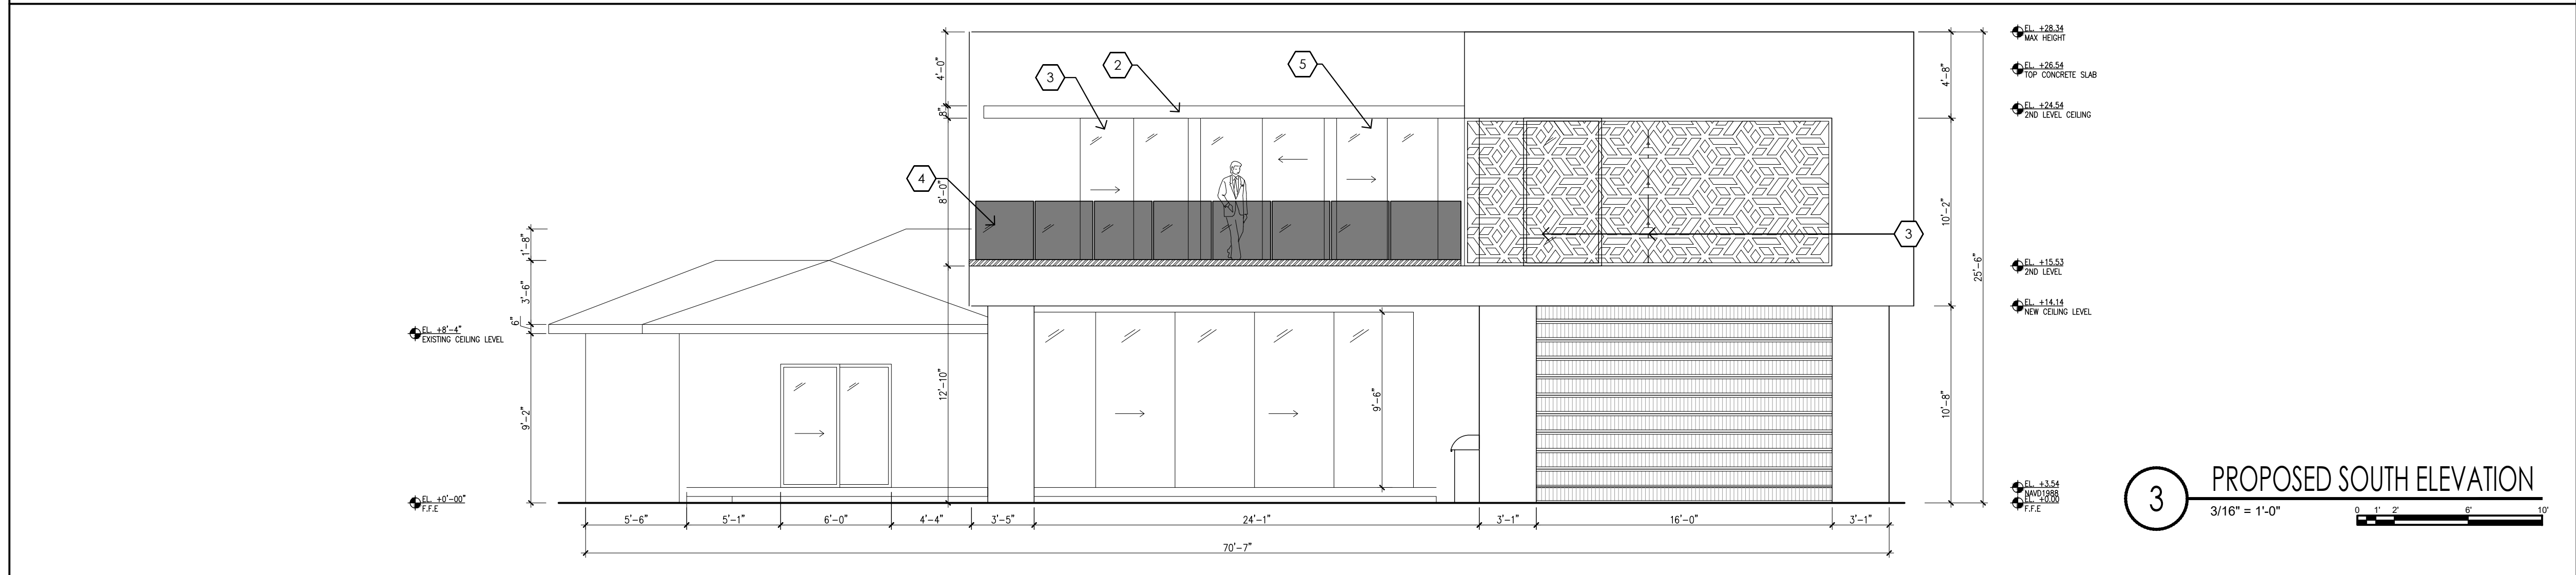 EL. +28.34
MAX HEIGHT
EL. +26.54
TOP CONCRETE SLAB
EL. +24.54
2ND LEVEL CEILING
EL. +15.53
2ND LEVEL
EL. +14.14
NEW CEILING LEVEL
EL. +3.54
NAVD1988
EL. +0.00
F.F.E
EL. +8'-4"
EXISTING CEILING LEVEL
EL. +0'-00"
F.F.E
1'-8"
3'-6"
6"
9'-2"
4'-0"
8"
8'-0"
12'-10"
3
2
5
4
3
9'-6"
4'-8"
10'-2"
10'-8"
25'-6"
5'-6"
5'-1"
6'-0"
4'-4"
3'-5"
24'-1"
3'-1"
16'-0"
3'-1"
70'-7"
3
PROPOSED SOUTH ELEVATION
3/16" = 1'-0"
0 1' 2' 6' 10'